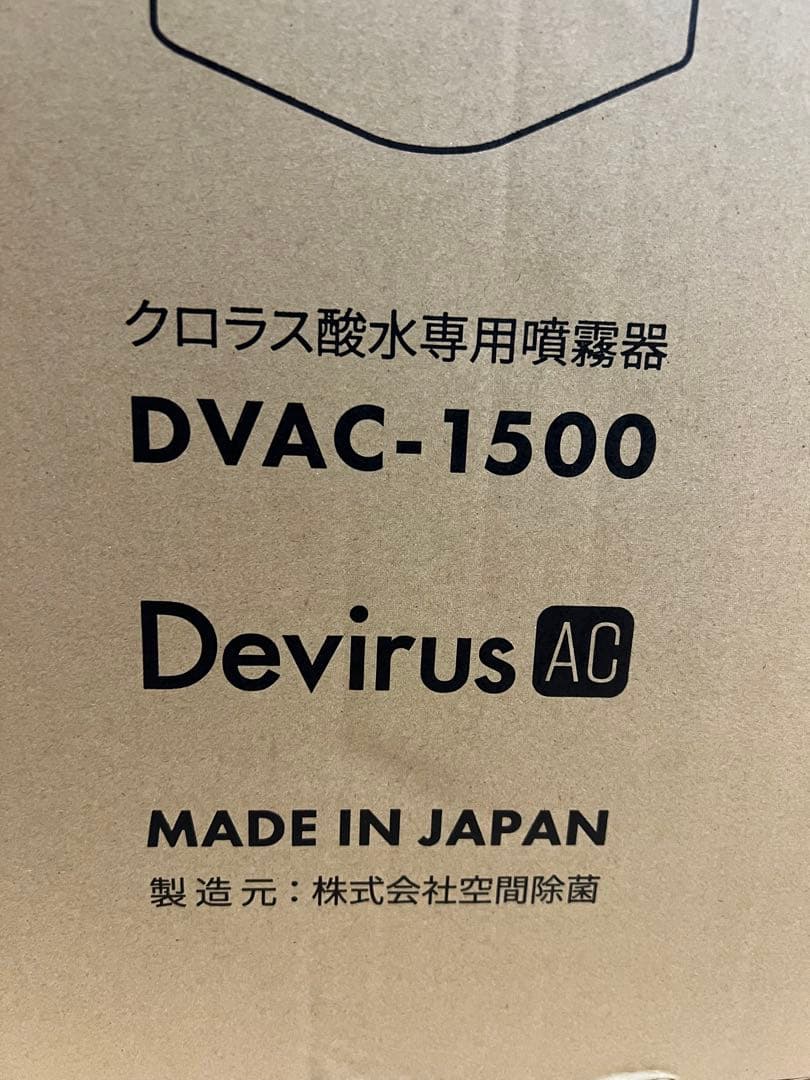 クロラス酸水専用噴霧器
DVAC-1500
Devirus AC
MADE IN JAPAN
製造元：株式会社空間除菌